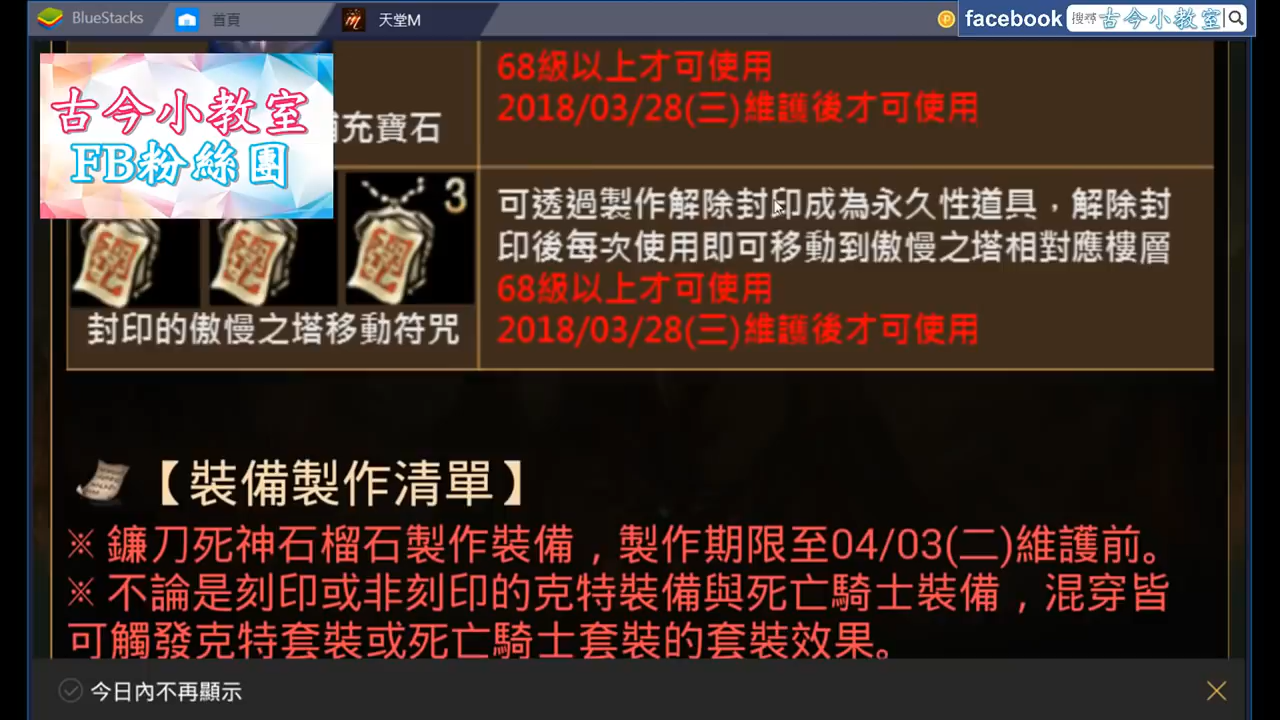 BlueStacks
首頁
天堂M
facebook
搜尋
古今小教室
68級以上才可使用
2018/03/28(三)維護後才可使用
古今小教室
FB粉絲團
充寶石
3
可透過製作解除封印成為永久性道具，解除封
印後每次使用即可移動到傲慢之塔相對應樓層
68級以上才可使用
2018/03/28(三)維護後才可使用
封印的傲慢之塔移動符咒
【裝備製作清單】
※ 鐮刀死神石榴石製作裝備，製作期限至04/03(二)維護前。
※ 不論是刻印或非刻印的克特裝備與死亡騎士裝備，混穿皆
可觸發克特套裝或死亡騎士套裝的套裝效果。
今日內不再顯示